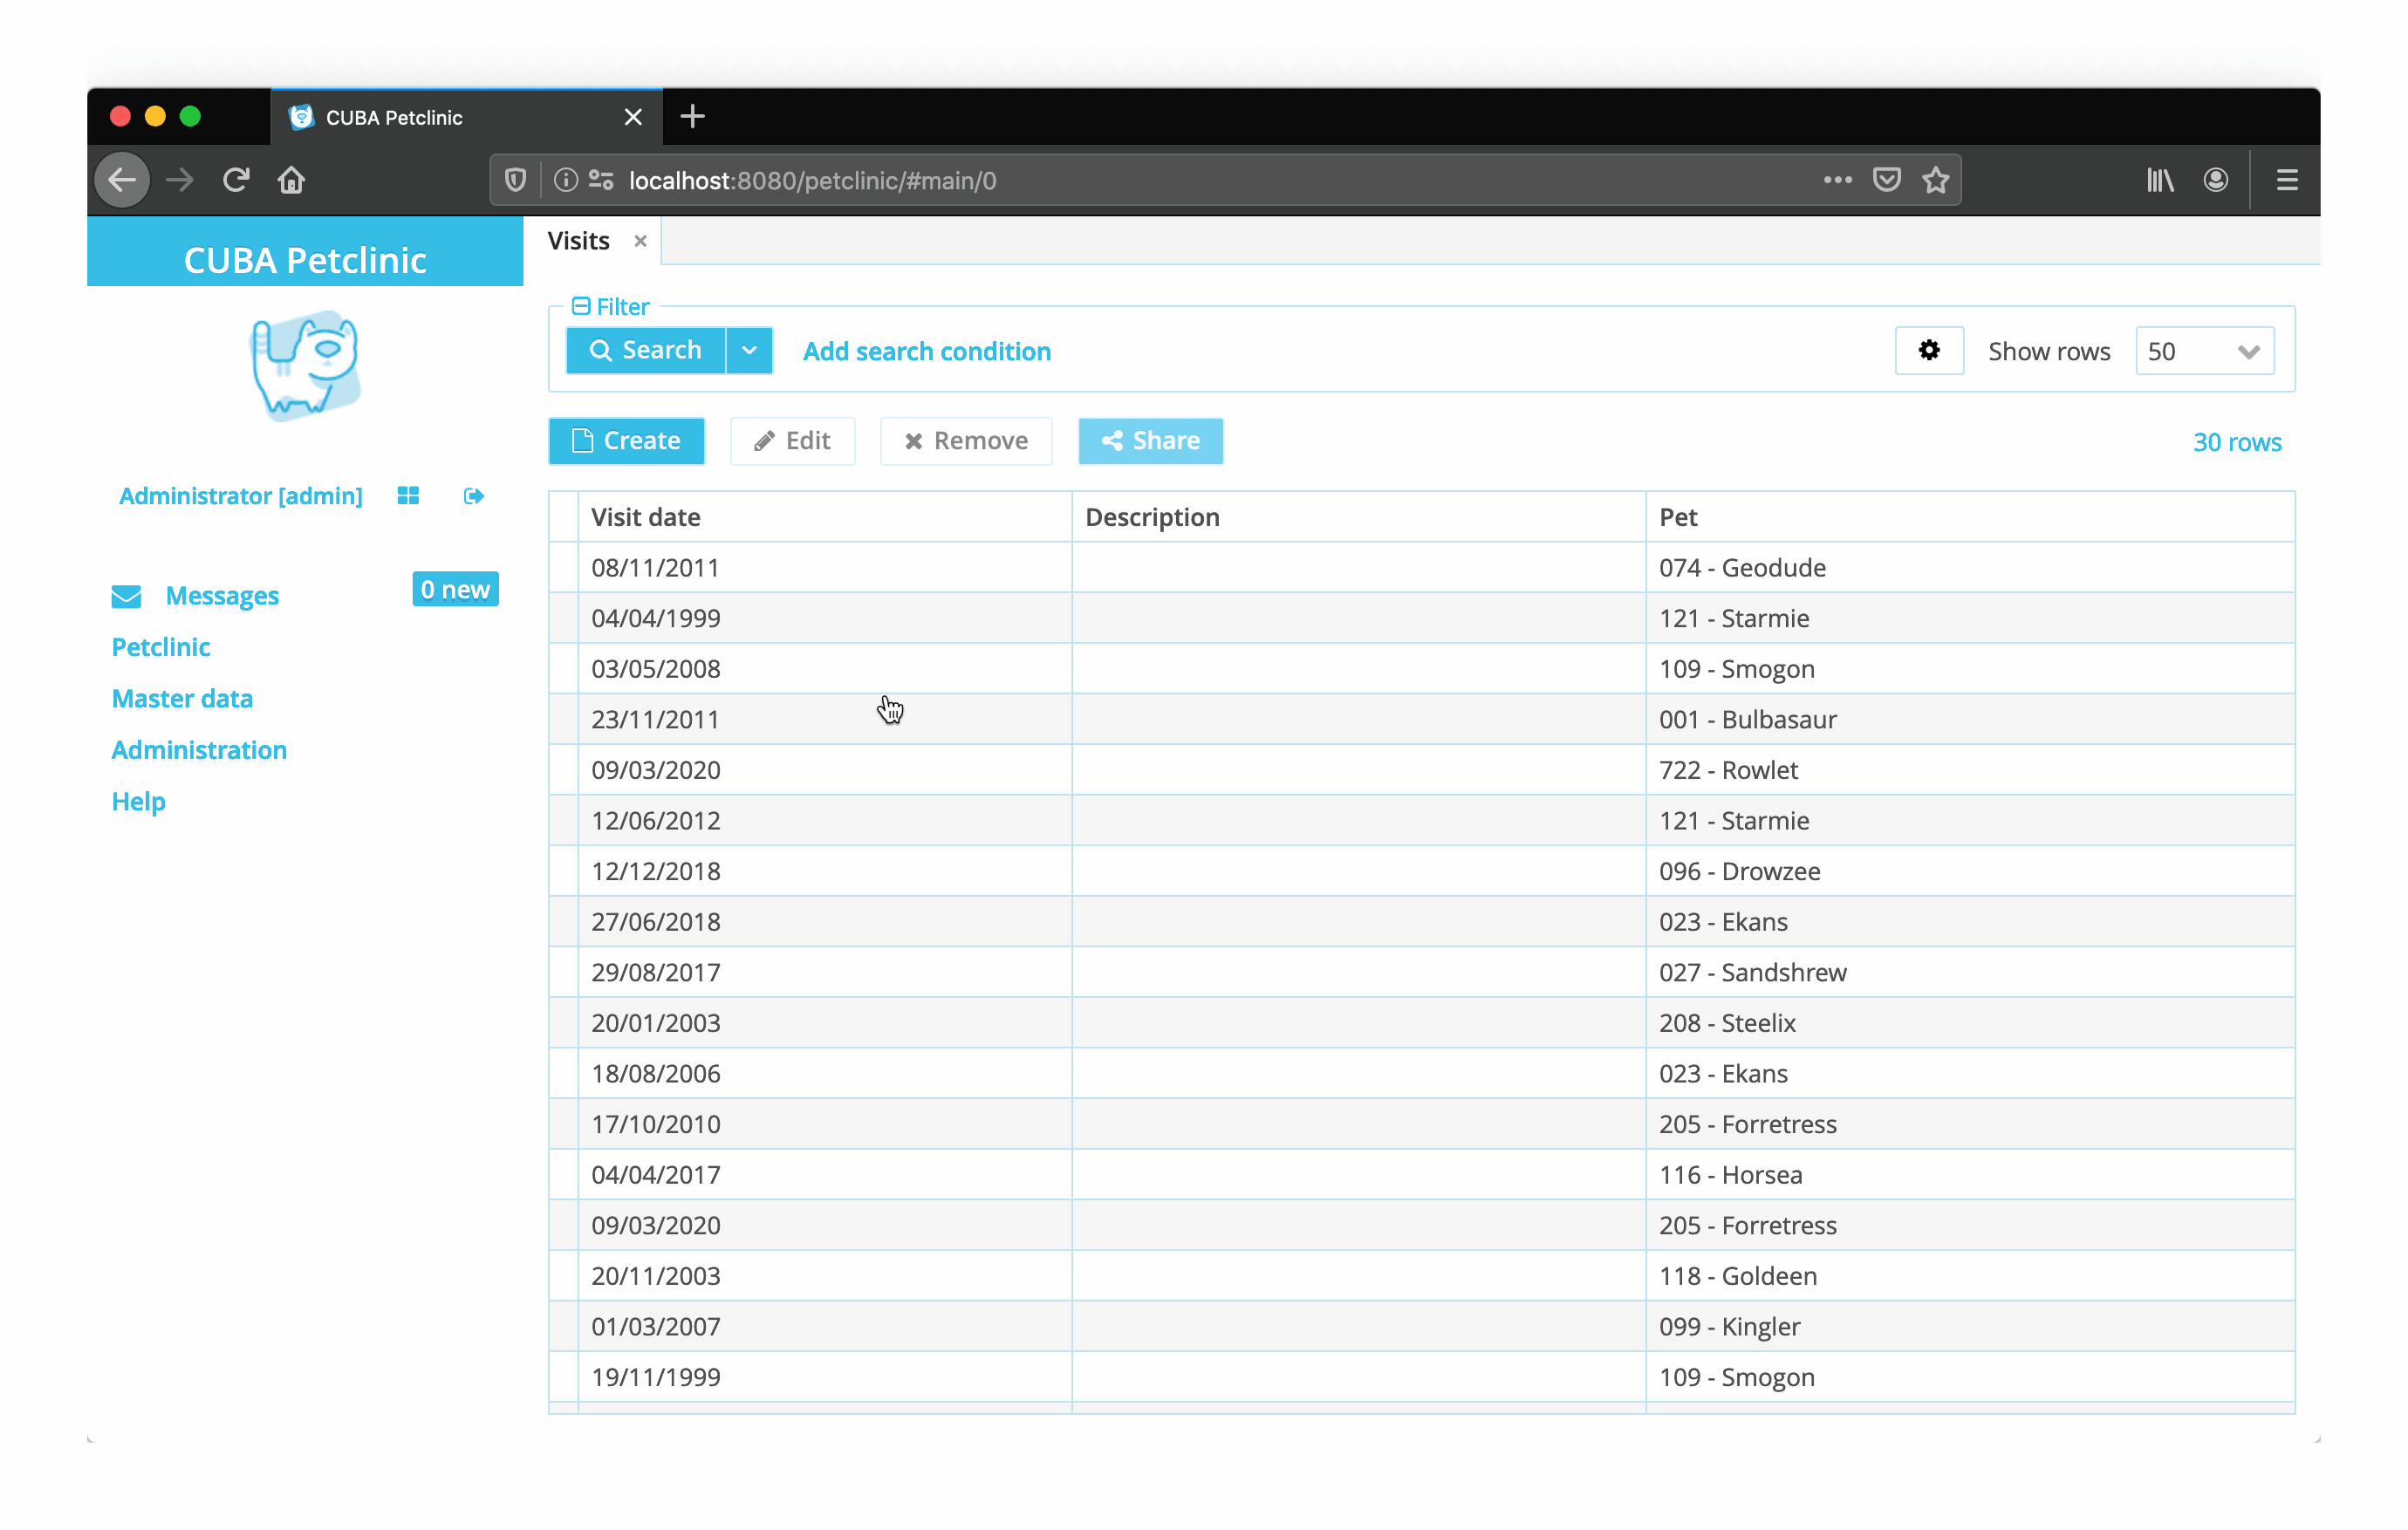 CUBA Petclinic
localhost:8080/petclinic/#main/0
CUBA Petclinic
Administrator [admin]
Messages 0 new
Petclinic
Master data
Administration
Help
Visits
Filter
Search Add search condition Show rows 50
Create Edit Remove Share 30 rows
Visit date Description Pet
08/11/2011 074 - Geodude
04/04/1999 121 - Starmie
03/05/2008 109 - Smogon
23/11/2011 001 - Bulbasaur
09/03/2020 722 - Rowlet
12/06/2012 121 - Starmie
12/12/2018 096 - Drowzee
27/06/2018 023 - Ekans
29/08/2017 027 - Sandshrew
20/01/2003 208 - Steelix
18/08/2006 023 - Ekans
17/10/2010 205 - Forretress
04/04/2017 116 - Horsea
09/03/2020 205 - Forretress
20/11/2003 118 - Goldeen
01/03/2007 099 - Kingler
19/11/1999 109 - Smogon